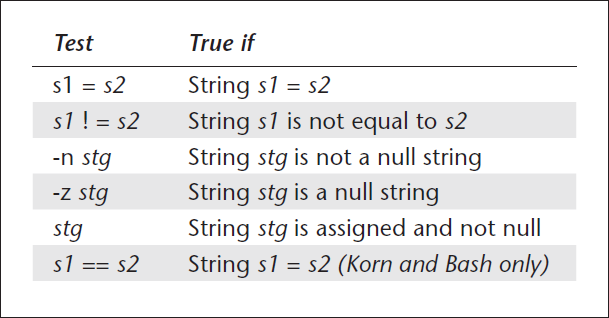 Test True if
s1 = s2 String s1 = s2
s1 ! = s2 String s1 is not equal to s2
-n stg String stg is not a null string
-z stg String stg is a null string
stg String stg is assigned and not null
s1 == s2 String s1 = s2 (Korn and Bash only)